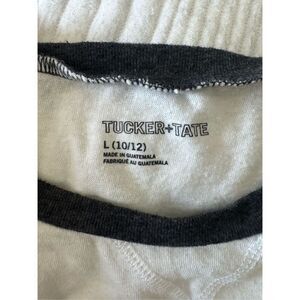 TUCKER+TATE
L (10/12)
MADE IN GUATEMALA
FABRIQUÉ AU GUATEMALA